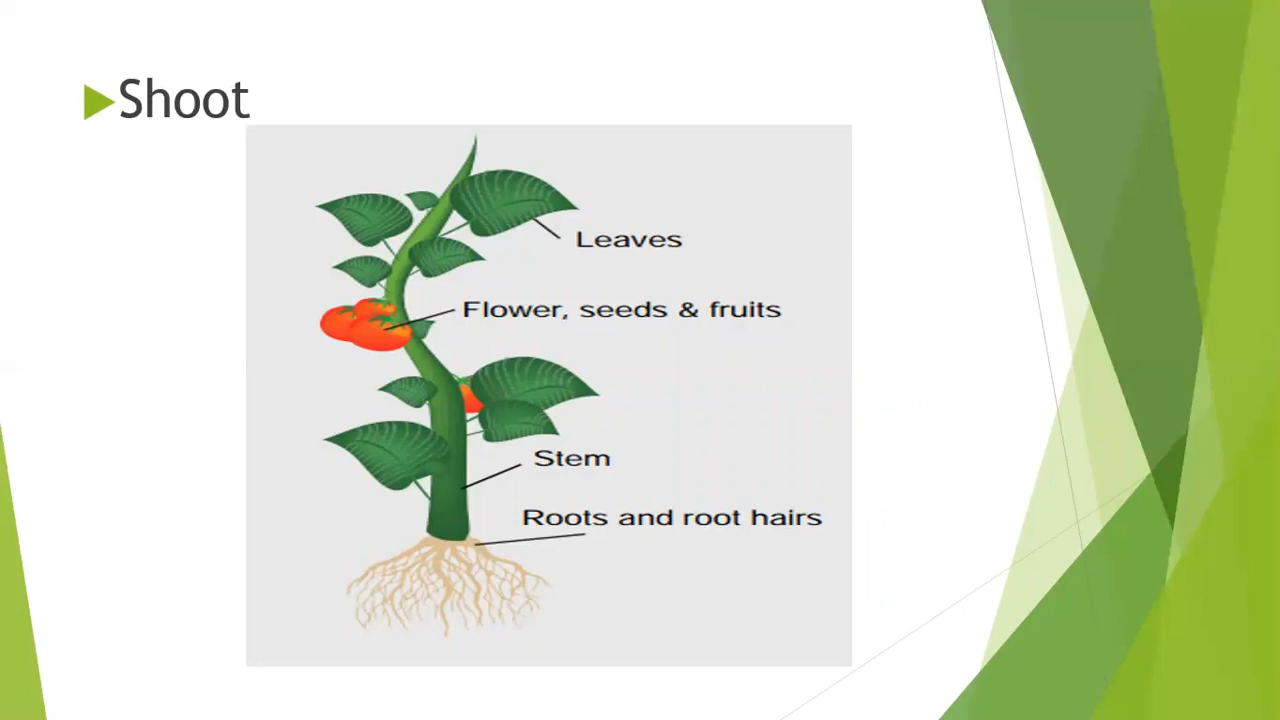 Shoot
Leaves
Flower, seeds & fruits
Stem
Roots and root hairs